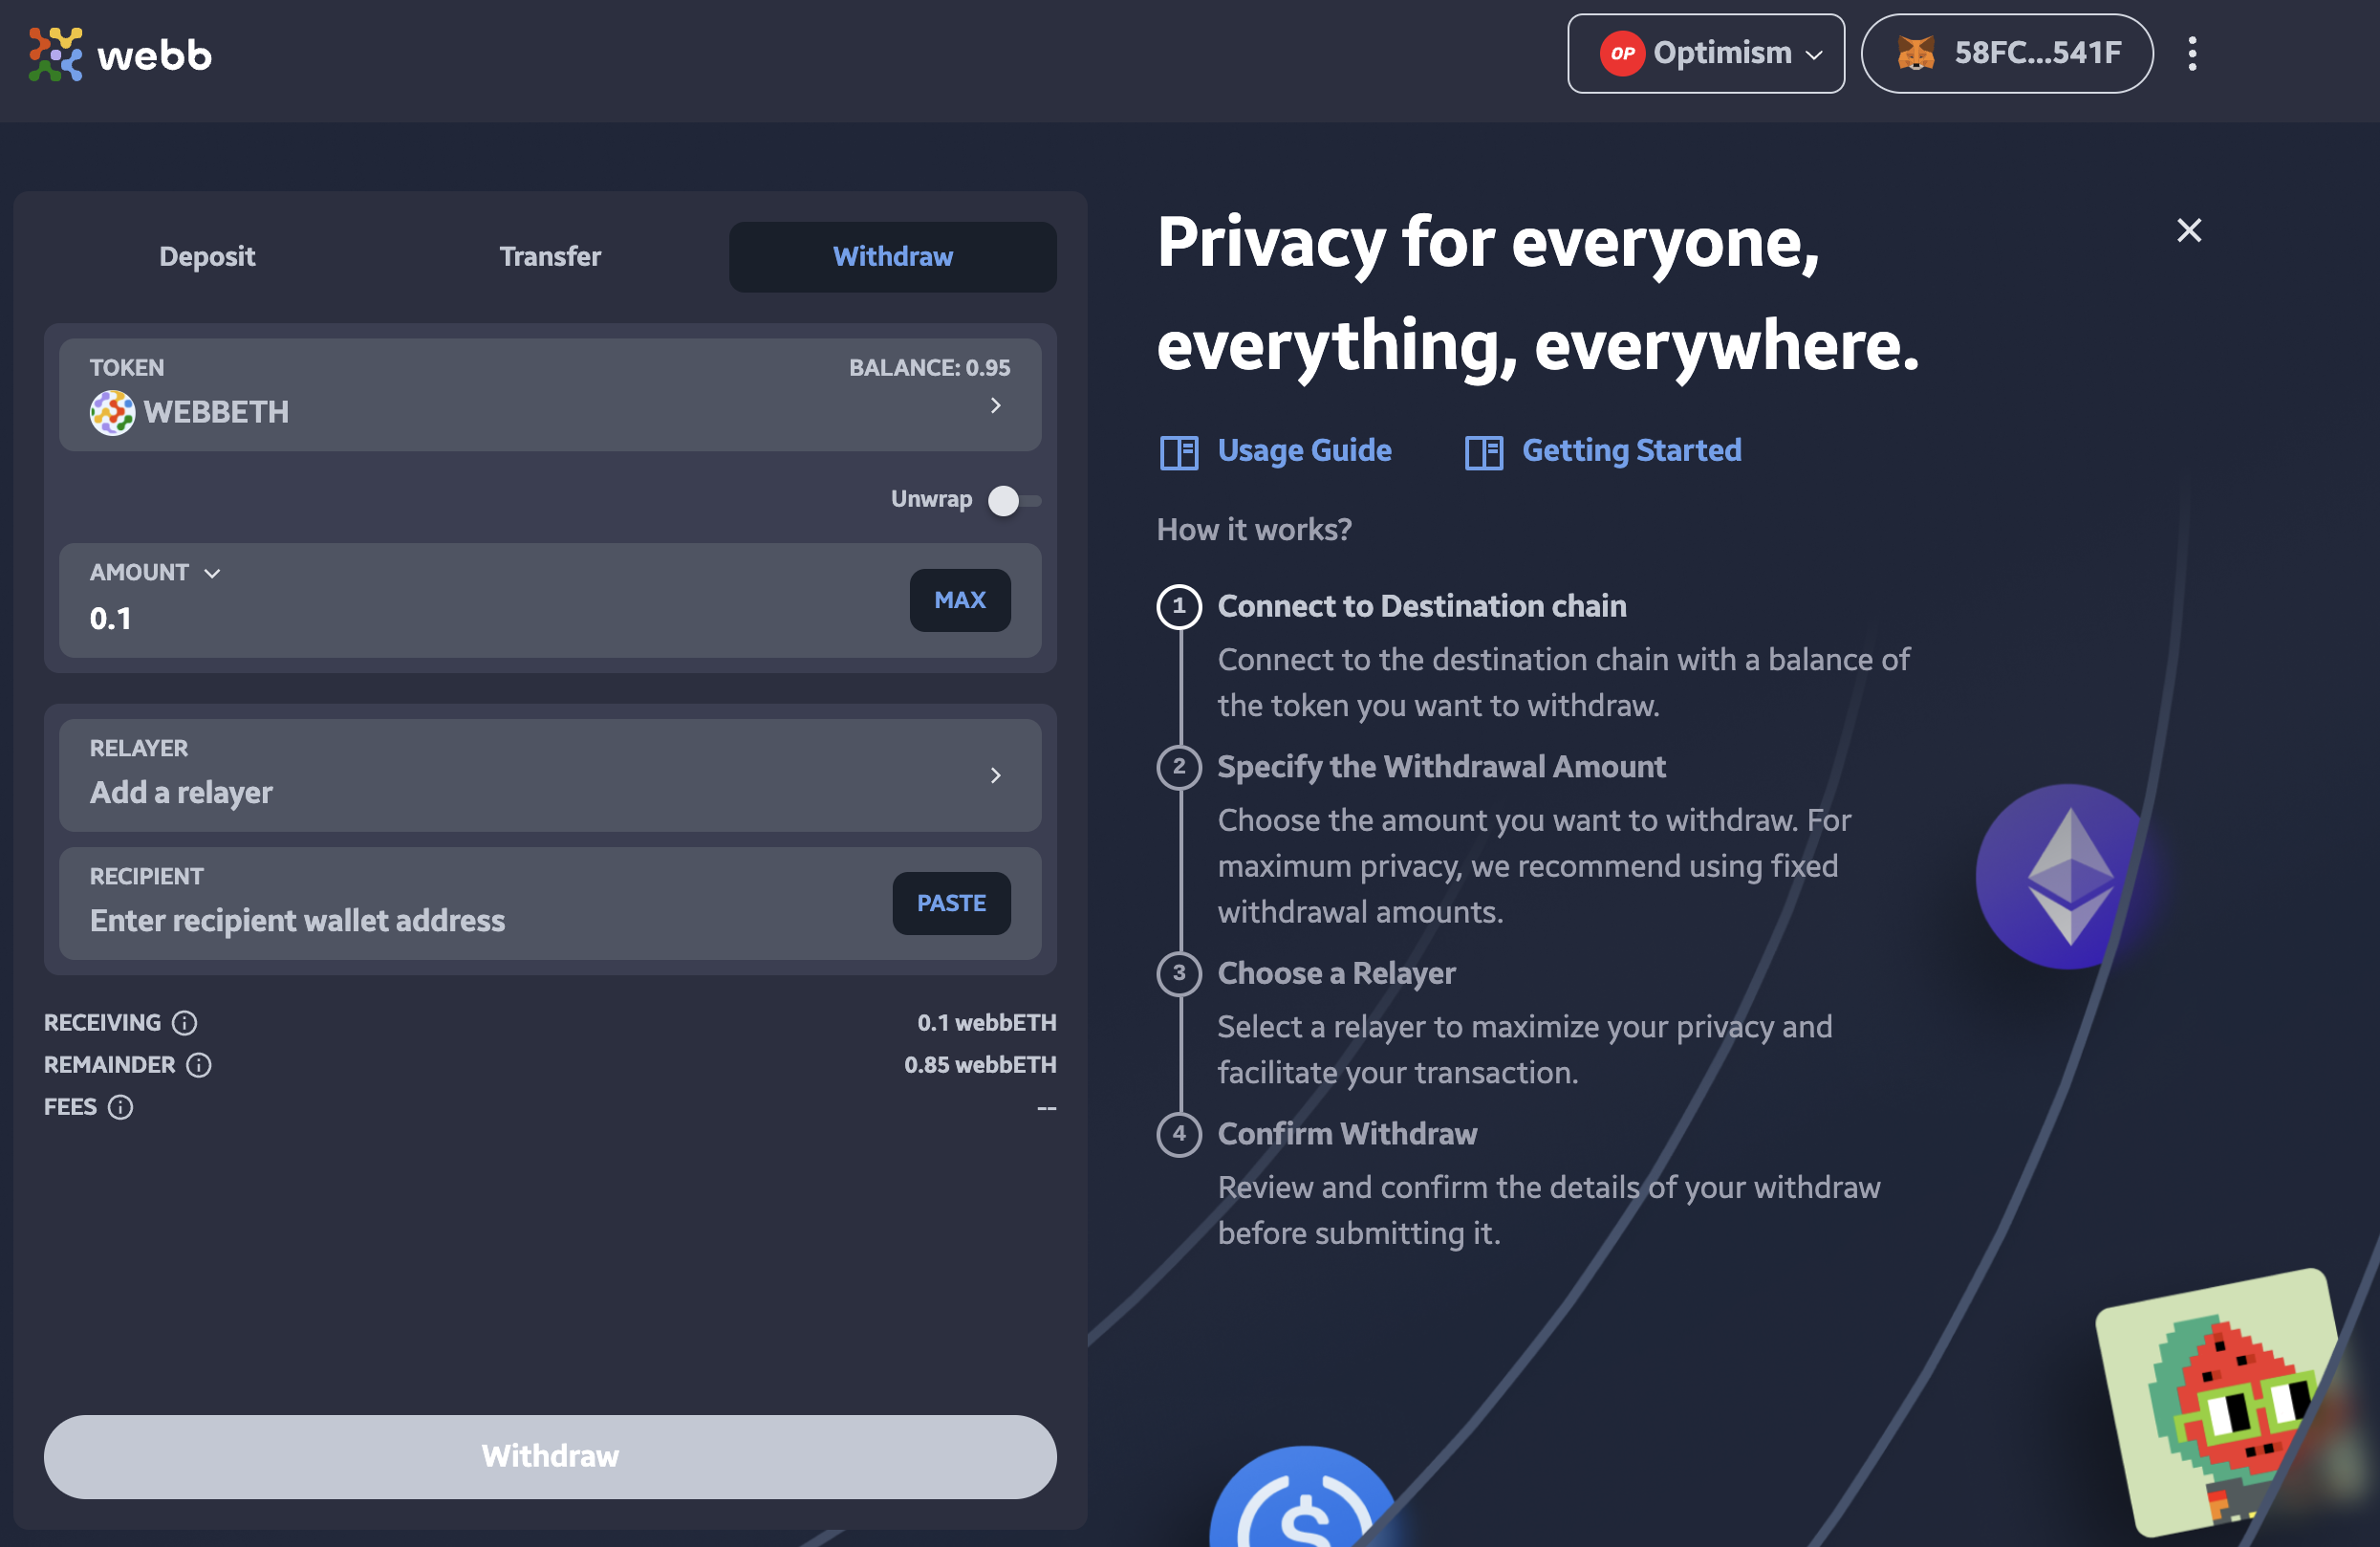 webb
OP Optimism
58FC...541F
Deposit
Transfer
Withdraw
TOKEN
BALANCE: 0.95
WEBBETH
Unwrap
AMOUNT
0.1
MAX
RELAYER
Add a relayer
RECIPIENT
Enter recipient wallet address
PASTE
RECEIVING
0.1 webbETH
REMAINDER
0.85 webbETH
FEES
--
Withdraw
Privacy for everyone,
everything, everywhere.
Usage Guide
Getting Started
How it works?
1 Connect to Destination chain
Connect to the destination chain with a balance of
the token you want to withdraw.
2 Specify the Withdrawal Amount
Choose the amount you want to withdraw. For
maximum privacy, we recommend using fixed
withdrawal amounts.
3 Choose a Relayer
Select a relayer to maximize your privacy and
facilitate your transaction.
4 Confirm Withdraw
Review and confirm the details of your withdraw
before submitting it.
$